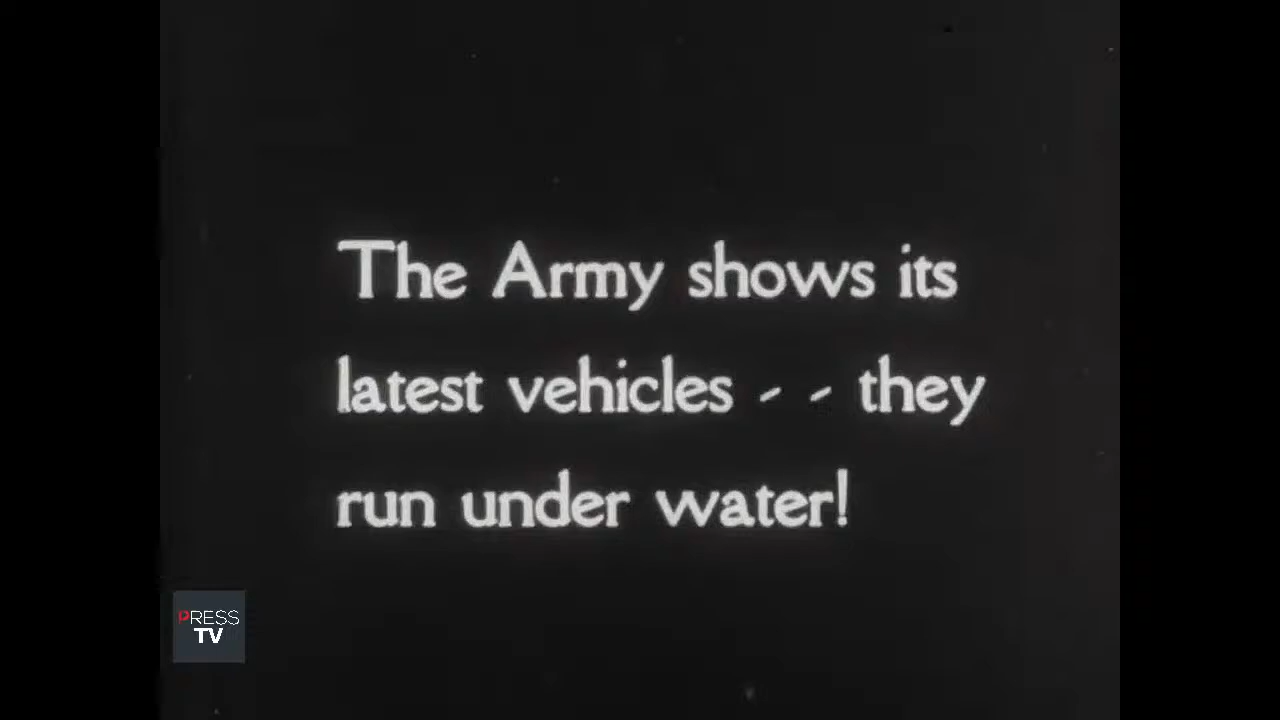 The Army shows its
latest vehicles - - they
run under water!
PRESS
TV